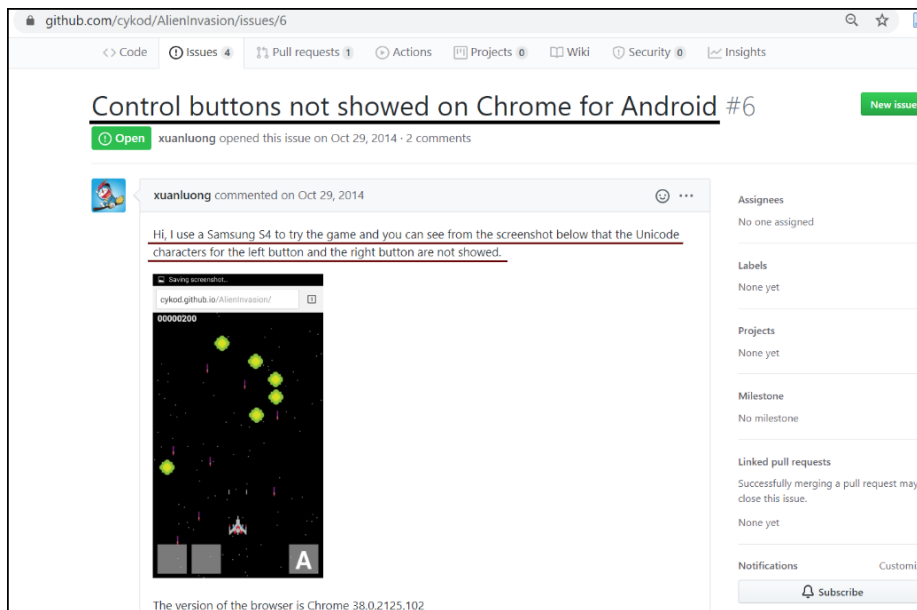 github.com/cykod/AlienInvasion/issues/6
Code Issues 4 Pull requests 1 Actions Projects 0 Wiki Security 0 Insights
Control buttons not showed on Chrome for Android #6
New issue
Open xuanluong opened this issue on Oct 29, 2014 · 2 comments
xuanluong commented on Oct 29, 2014
Hi, I use a Samsung S4 to try the game and you can see from the screenshot below that the Unicode
characters for the left button and the right button are not showed.
Saving screenshot...
cykod.github.io/AlienInvasion/
00000200
A
The version of the browser is Chrome 38.0.2125.102
Assignees
No one assigned
Labels
None yet
Projects
None yet
Milestone
No milestone
Linked pull requests
Successfully merging a pull request may
close this issue.
None yet
Notifications Customi
Subscribe